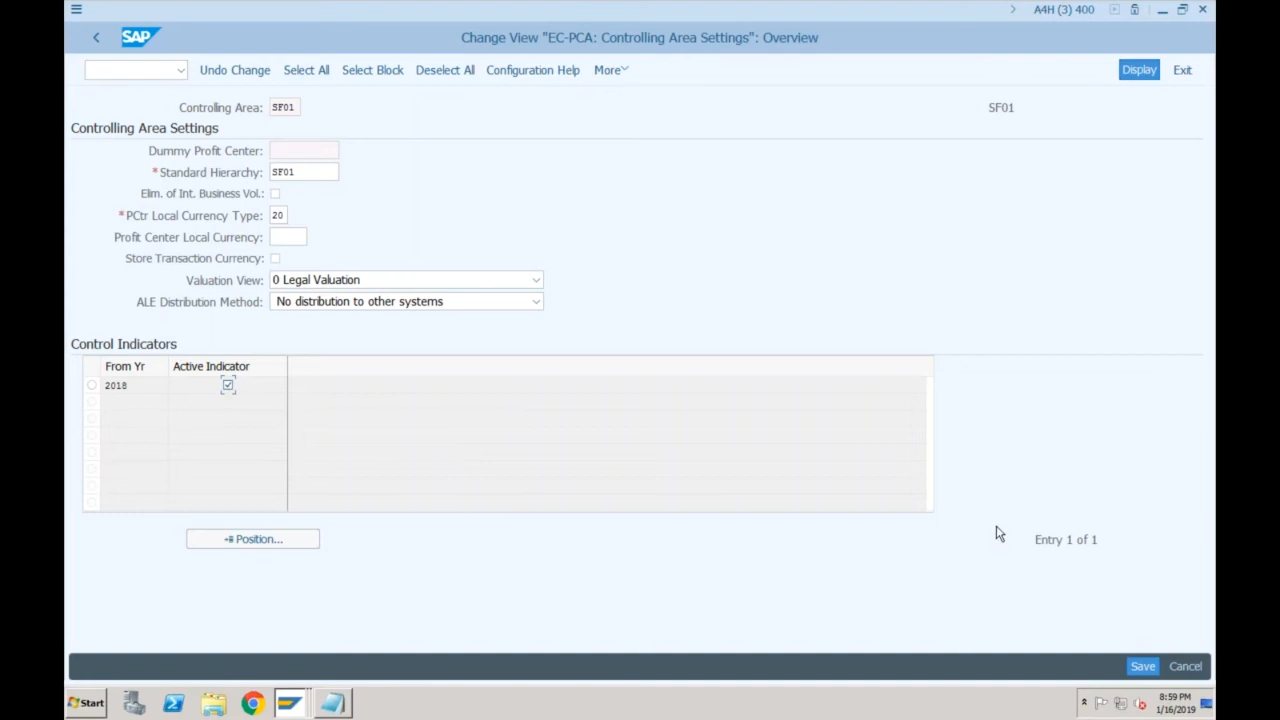 A4H (3) 400
SAP
Change View "EC-PCA: Controlling Area Settings": Overview
Undo Change Select All Select Block Deselect All Configuration Help More Display Exit
Controlling Area: SF01 SF01
Controlling Area Settings
Dummy Profit Center:
*Standard Hierarchy: SF01
Elim. of Int. Business Vol.:
*PCtr Local Currency Type: 20
Profit Center Local Currency:
Store Transaction Currency:
Valuation View: 0 Legal Valuation
ALE Distribution Method: No distribution to other systems
Control Indicators
From Yr Active Indicator
2018
Position... Entry 1 of 1
Save Cancel
Start 8:59 PM
1/16/2019